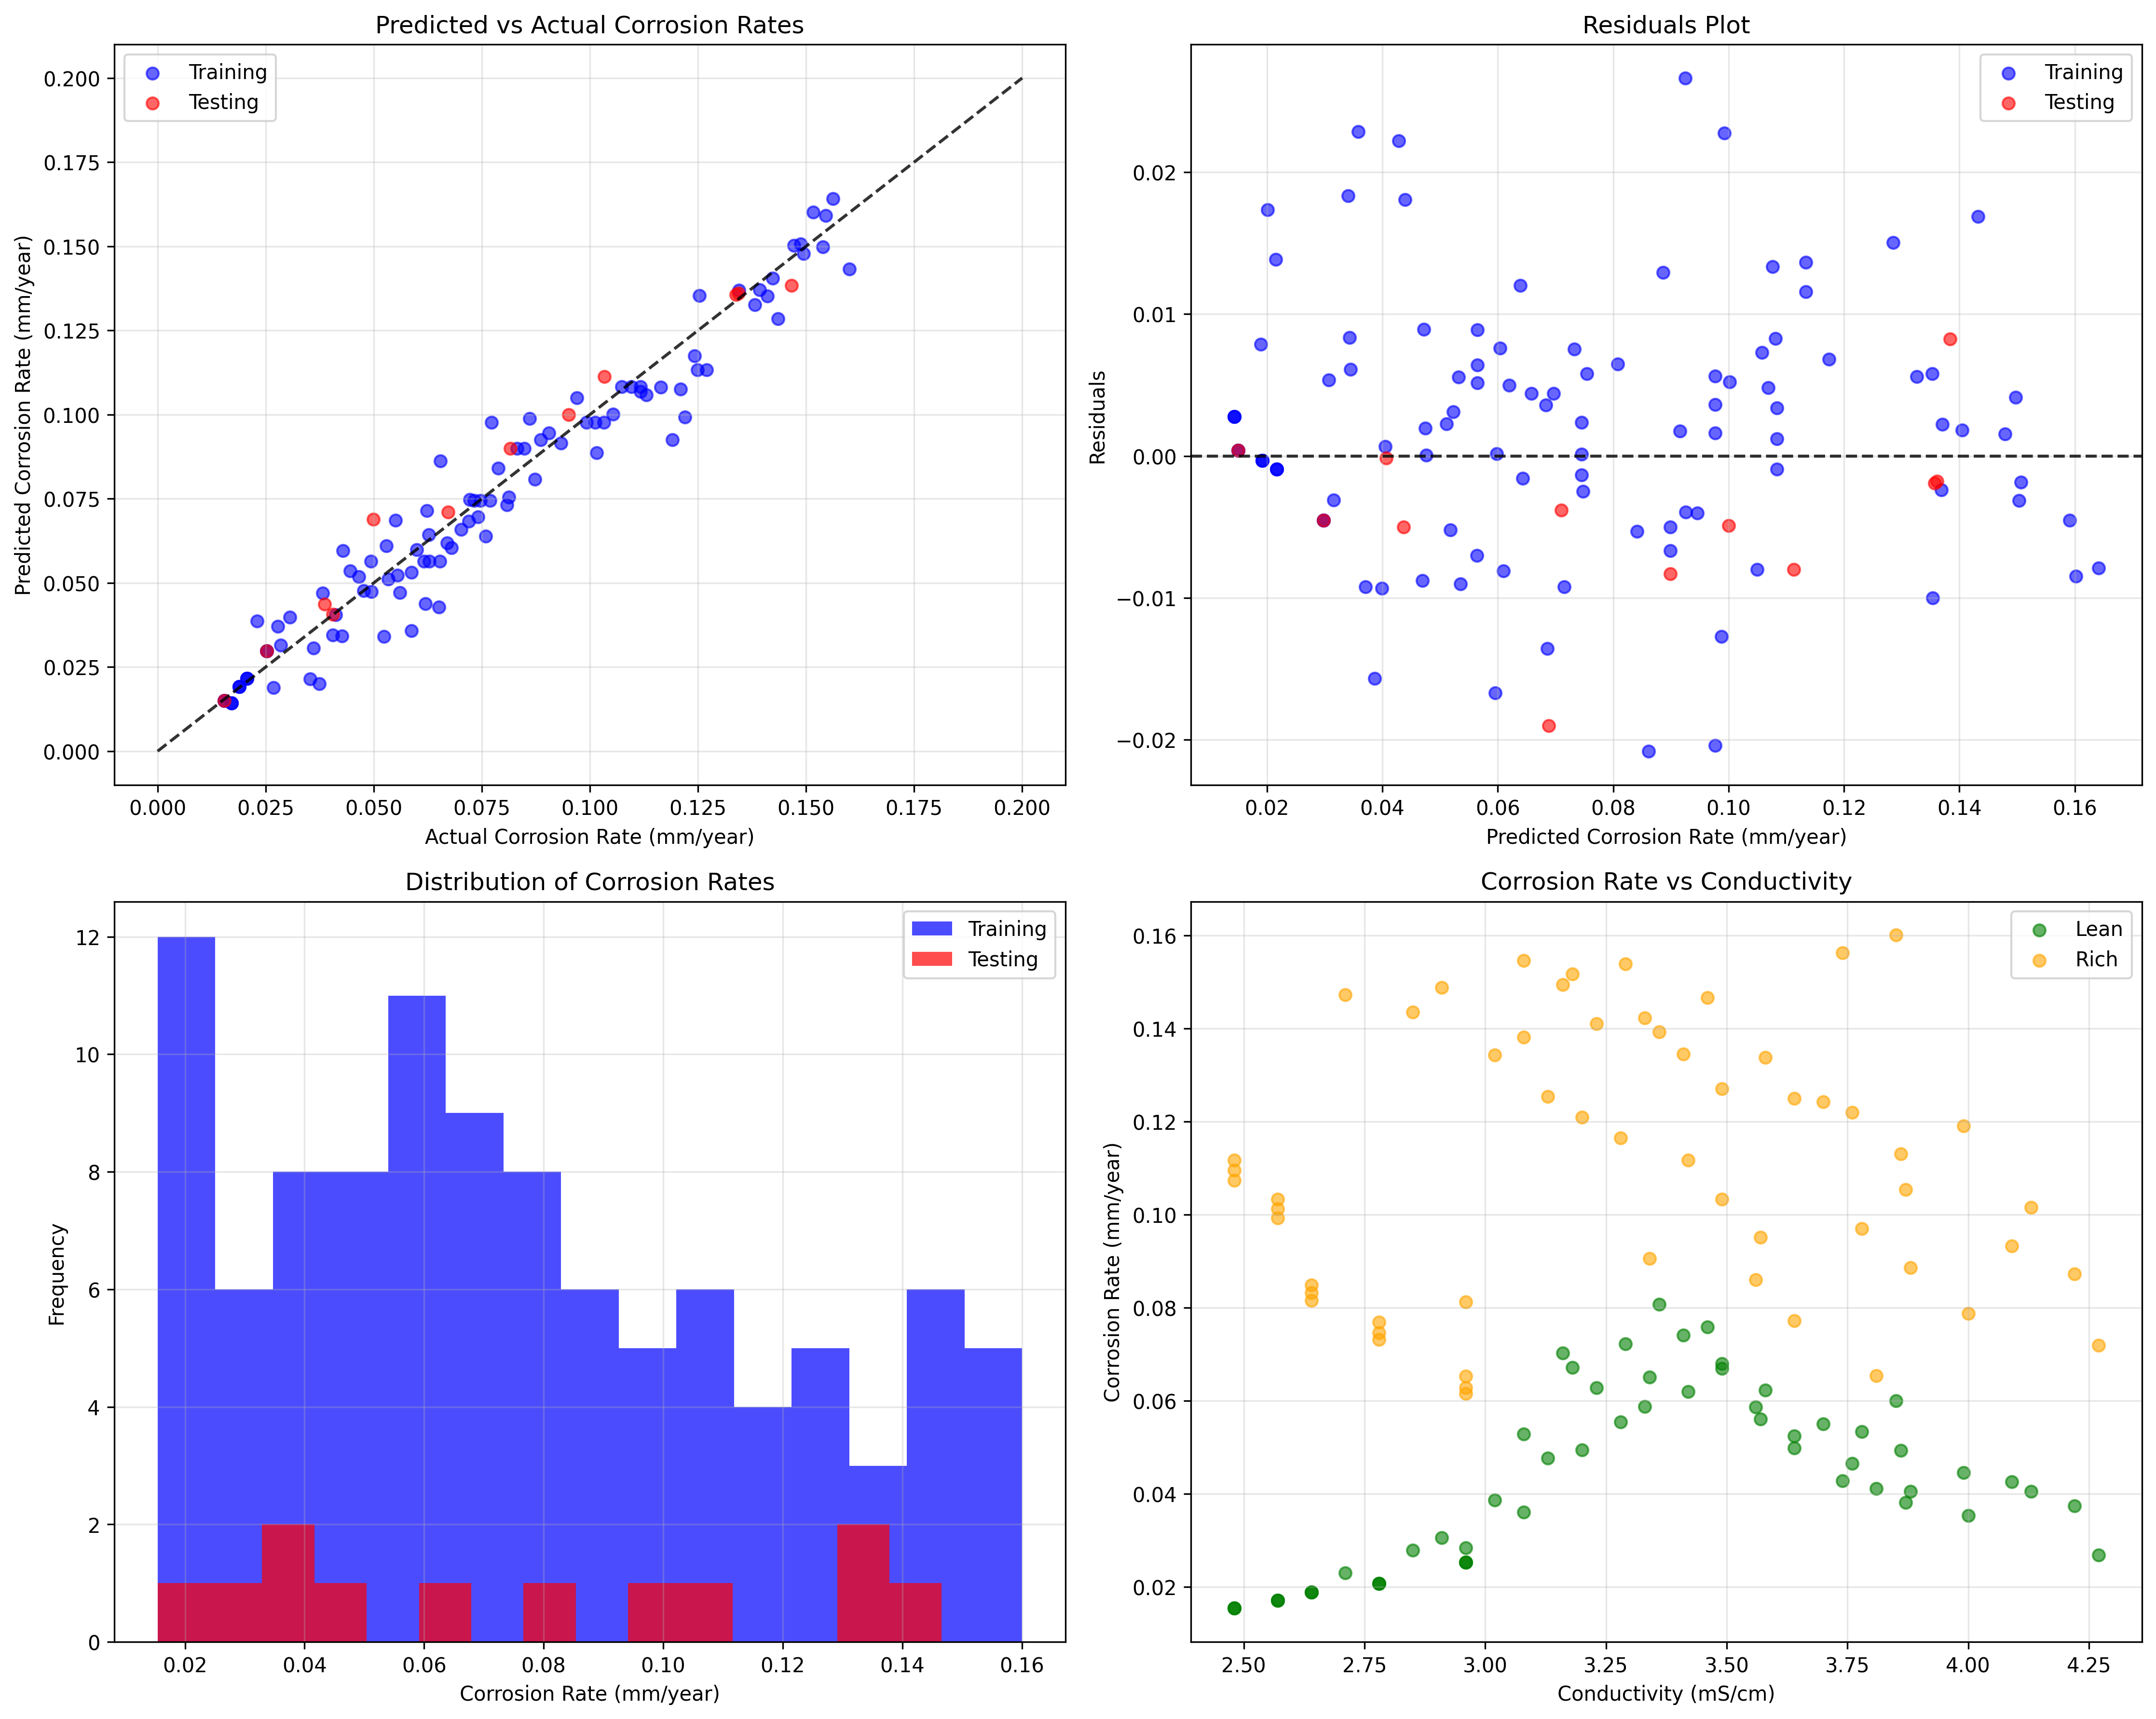 Predicted vs Actual Corrosion Rates
Training
Testing
0.200
0.175
0.150
0.125
0.100
0.075
0.050
0.025
0.000
Predicted Corrosion Rate (mm/year)
0.000 0.025 0.050 0.075 0.100 0.125 0.150 0.175 0.200
Actual Corrosion Rate (mm/year)
Residuals Plot
Training
Testing
0.02
0.01
0.00
−0.01
−0.02
Residuals
0.02 0.04 0.06 0.08 0.10 0.12 0.14 0.16
Predicted Corrosion Rate (mm/year)
Distribution of Corrosion Rates
Training
Testing
12
10
8
6
4
2
0
Frequency
0.02 0.04 0.06 0.08 0.10 0.12 0.14 0.16
Corrosion Rate (mm/year)
Corrosion Rate vs Conductivity
Lean
Rich
0.16
0.14
0.12
0.10
0.08
0.06
0.04
0.02
Corrosion Rate (mm/year)
2.50 2.75 3.00 3.25 3.50 3.75 4.00 4.25
Conductivity (mS/cm)